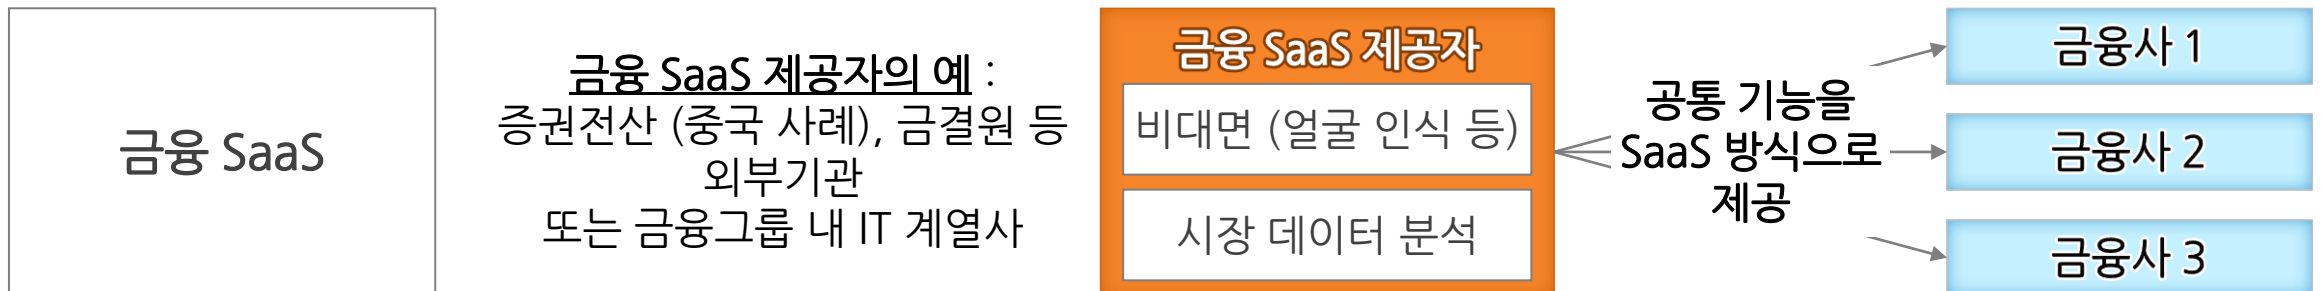 금융 SaaS
금융 SaaS 제공자의 예 :
증권전산 (중국 사례), 금결원 등
외부기관
또는 금융그룹 내 IT 계열사
금융 SaaS 제공자
비대면 (얼굴 인식 등)
시장 데이터 분석
공통 기능을
SaaS 방식으로
제공
금융사 1
금융사 2
금융사 3